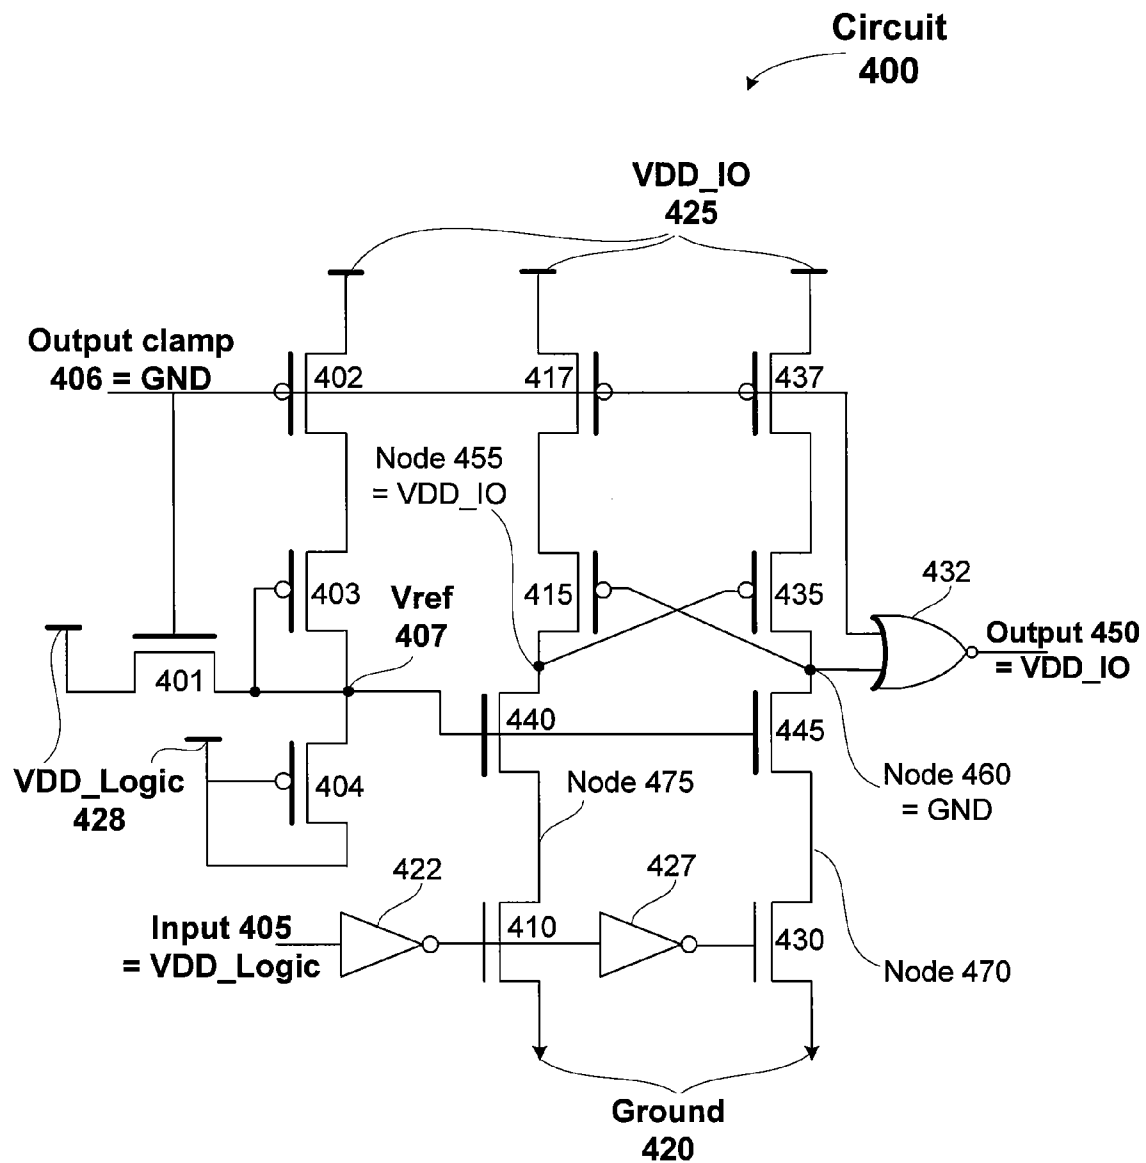 Circuit
400
VDD_IO
425
Output clamp
406 = GND
402
417
437
Node 455
= VDD_IO
403
Vref
407
415
435
432
Output 450
= VDD_IO
401
440
445
VDD_Logic
428
404
Node 475
Node 460
= GND
422
427
Input 405
= VDD_Logic
410
430
Node 470
Ground
420